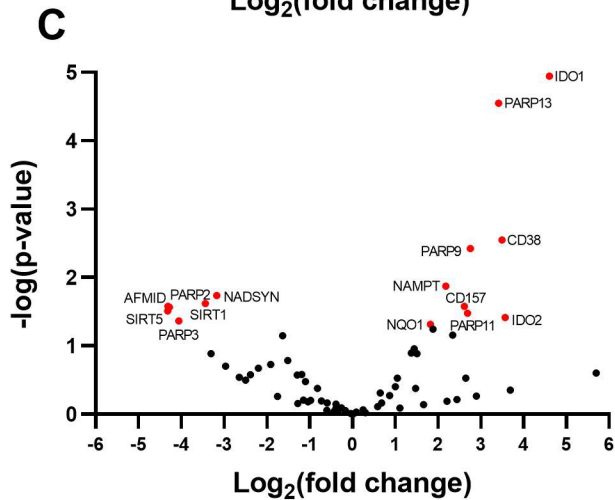 Log2(fold change)
C
5
IDO1
PARP13
4
3
CD38
PARP9
2
NAMPT
AFMID PARP2 NADSYN
CD157
SIRT5 SIRT1
IDO2
NQO1 PARP11
PARP3
1
0
-6 -5 -4 -3 -2 -1 0 1 2 3 4 5 6
-log(p-value)
Log2(fold change)